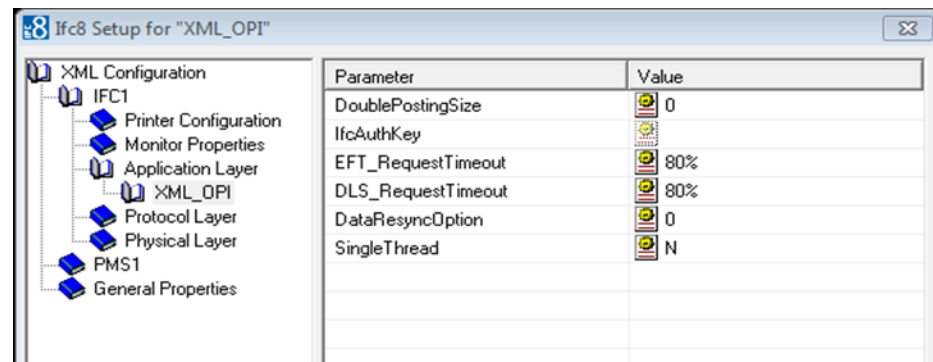 Ifc8 Setup for "XML_OPI"
XML Configuration
IFC1
Printer Configuration
Monitor Properties
Application Layer
XML_OPI
Protocol Layer
Physical Layer
PMS1
General Properties
Parameter Value
DoublePostingSize 0
IfcAuthKey
EFT_RequestTimeout 80%
DLS_RequestTimeout 80%
DataResyncOption 0
SingleThread N